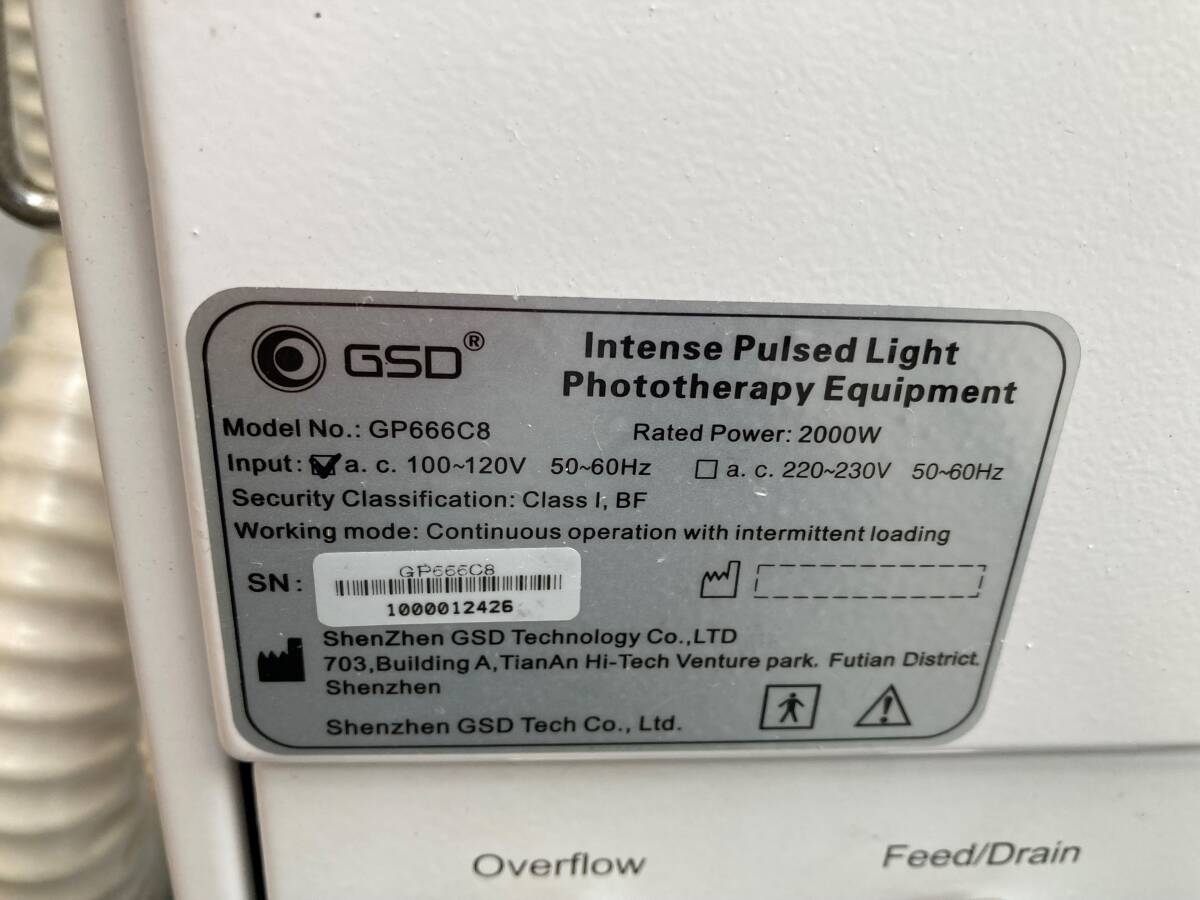 GSD®
Intense Pulsed Light
Phototherapy Equipment
Model No.: GP666C8 Rated Power: 2000W
Input: a. c. 100~120V 50~60Hz a. c. 220~230V 50~60Hz
Security Classification: Class I, BF
Working mode: Continuous operation with intermittent loading
SN: GP666C8
1000012426
ShenZhen GSD Technology Co.,LTD
703,Building A,TianAn Hi-Tech Venture park. Futian District.
Shenzhen
Shenzhen GSD Tech Co., Ltd.
Overflow Feed/Drain